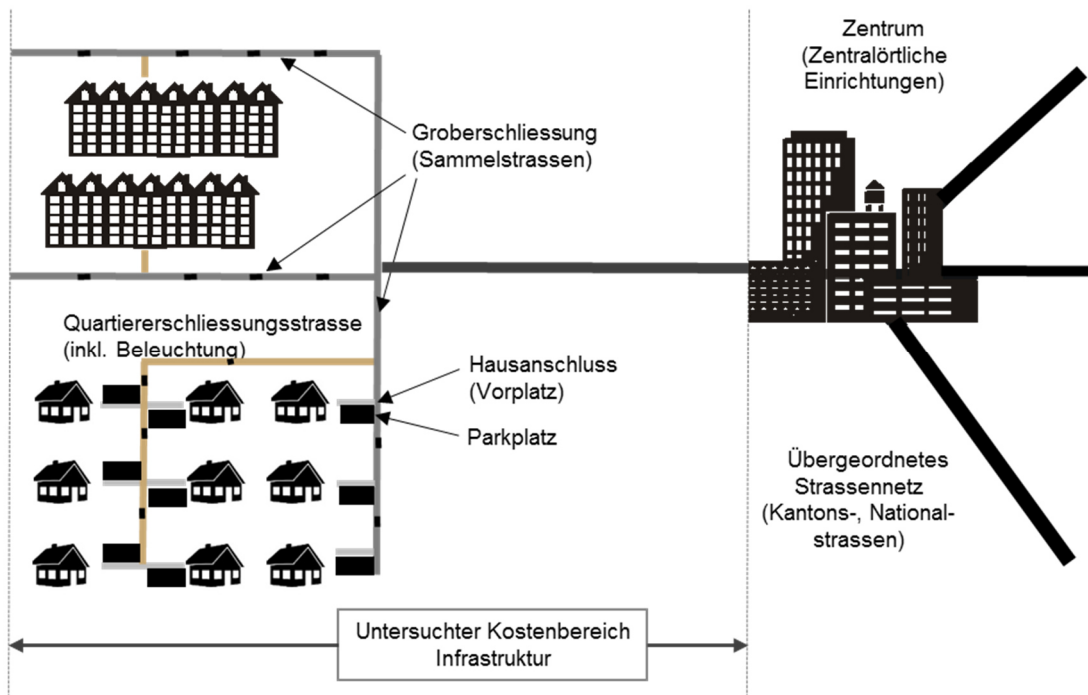 Zentrum
(Zentralörtliche
Einrichtungen)
Groberschliessung
(Sammelstrassen)
Quartiererschliessungsstrasse
(inkl. Beleuchtung)
Hausanschluss
(Vorplatz)
Parkplatz
Übergeordnetes
Strassennetz
(Kantons-, National-
strassen)
Untersuchter Kostenbereich
Infrastruktur